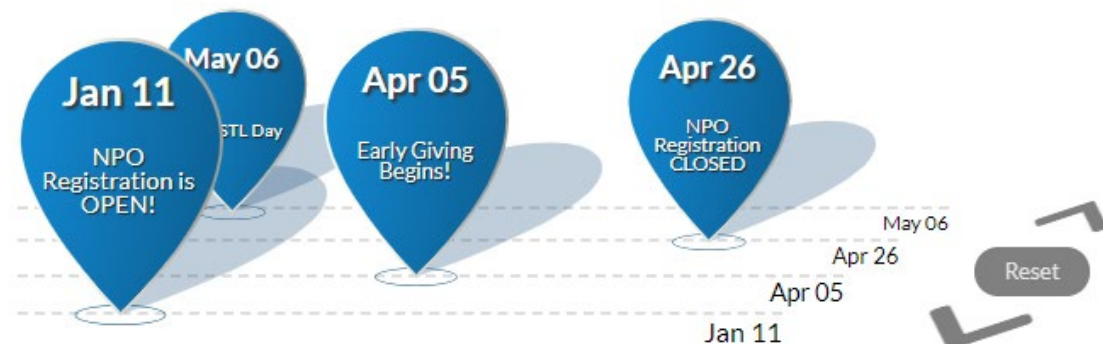 Jan 11
NPO
Registration is
OPEN!
May 06
STL Day
Apr 05
Early Giving
Begins!
Apr 26
NPO
Registration
CLOSED
May 06
Apr 26
Apr 05
Jan 11
Reset